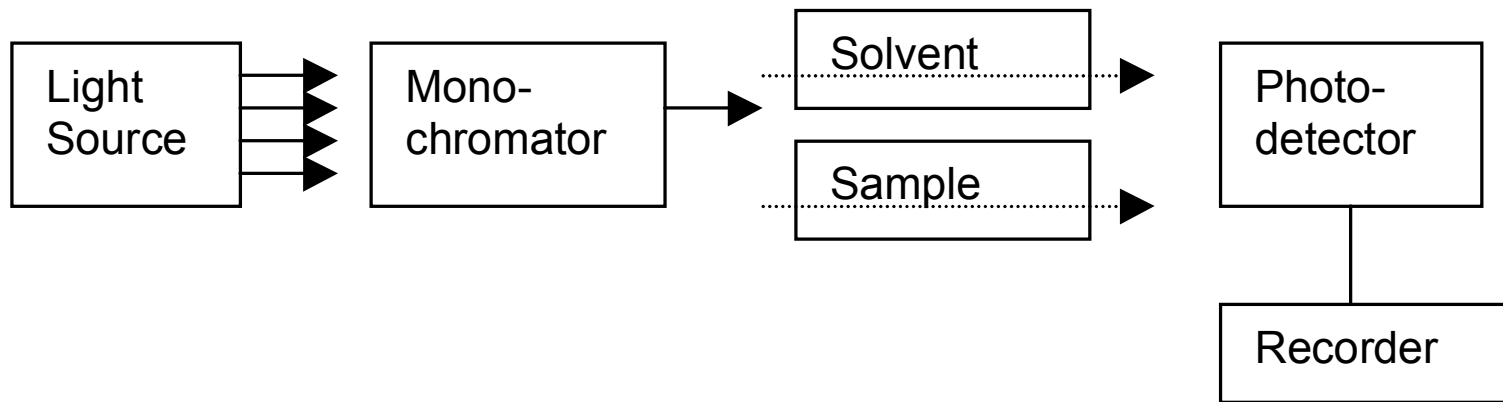 Light
Source
Mono-
chromator
Solvent
Sample
Photo-
detector
Recorder